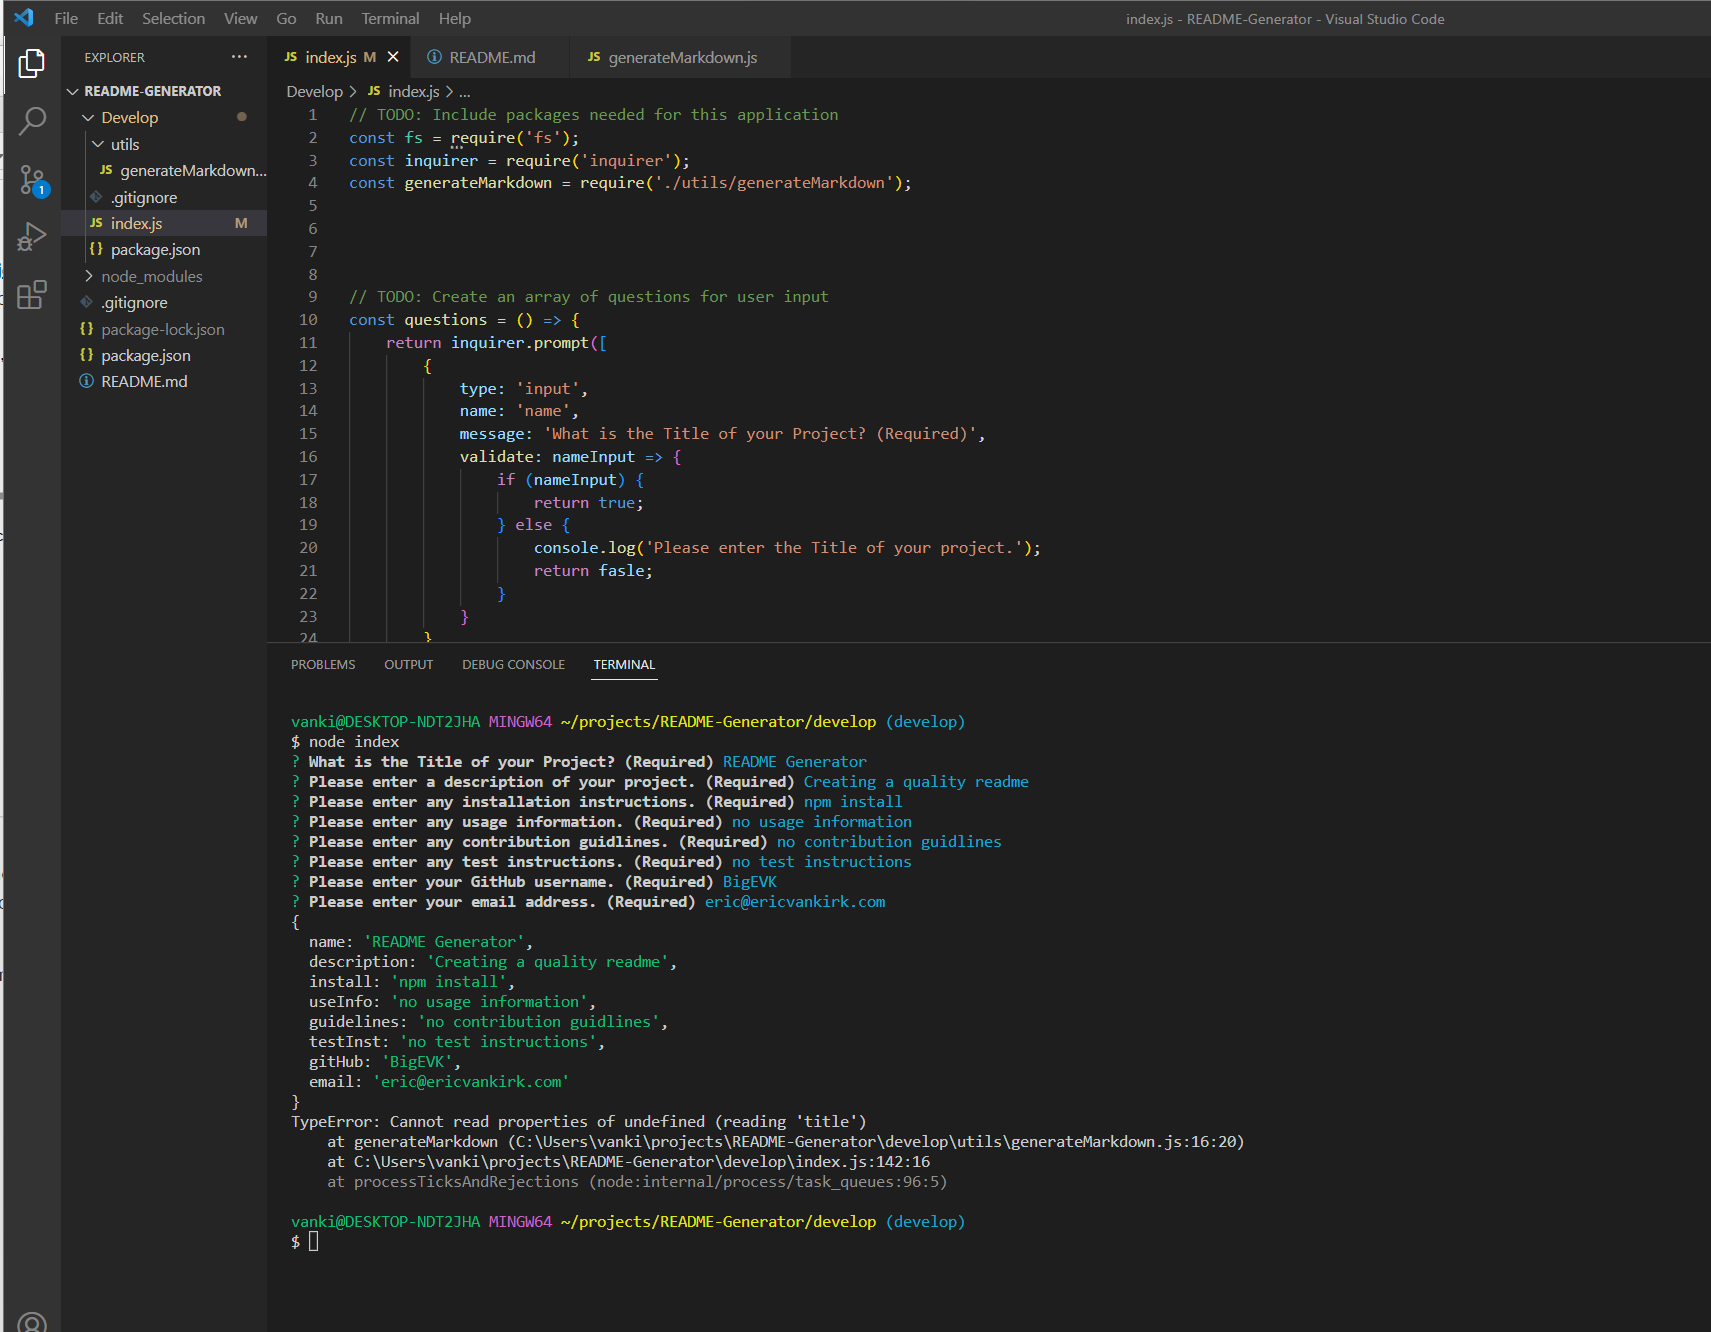 File Edit Selection View Go Run Terminal Help
index.js - README-Generator - Visual Studio Code
EXPLORER
README-GENERATOR
Develop
utils
JS generateMarkdown...
.gitignore
JS index.js M
{} package.json
node_modules
.gitignore
{} package-lock.json
{} package.json
README.md
1
JS index.js M
README.md
JS generateMarkdown.js
Develop > JS index.js > ...
1 // TODO: Include packages needed for this application
2 const fs = require('fs');
3 const inquirer = require('inquirer');
4 const generateMarkdown = require('./utils/generateMarkdown');
5
6
7
8
9 // TODO: Create an array of questions for user input
10 const questions = () => {
11 return inquirer.prompt([
12 {
13 type: 'input',
14 name: 'name',
15 message: 'What is the Title of your Project? (Required)',
16 validate: nameInput => {
17 if (nameInput) {
18 return true;
19 } else {
20 console.log('Please enter the Title of your project.');
21 return fasle;
22 }
23 }
24 }
PROBLEMS OUTPUT DEBUG CONSOLE TERMINAL
vanki@DESKTOP-NDT2JHA MINGW64 ~/projects/README-Generator/develop (develop)
$ node index
? What is the Title of your Project? (Required) README Generator
? Please enter a description of your project. (Required) Creating a quality readme
? Please enter any installation instructions. (Required) npm install
? Please enter any usage information. (Required) no usage information
? Please enter any contribution guidlines. (Required) no contribution guidlines
? Please enter any test instructions. (Required) no test instructions
? Please enter your GitHub username. (Required) BigEVK
? Please enter your email address. (Required) eric@ericvankirk.com
{
name: 'README Generator',
description: 'Creating a quality readme',
install: 'npm install',
useInfo: 'no usage information',
guidelines: 'no contribution guidlines',
testInst: 'no test instructions',
gitHub: 'BigEVK',
email: 'eric@ericvankirk.com'
}
TypeError: Cannot read properties of undefined (reading 'title')
at generateMarkdown (C:\Users\vanki\projects\README-Generator\develop\utils\generateMarkdown.js:16:20)
at C:\Users\vanki\projects\README-Generator\develop\index.js:142:16
at processTicksAndRejections (node:internal/process/task_queues:96:5)
vanki@DESKTOP-NDT2JHA MINGW64 ~/projects/README-Generator/develop (develop)
$